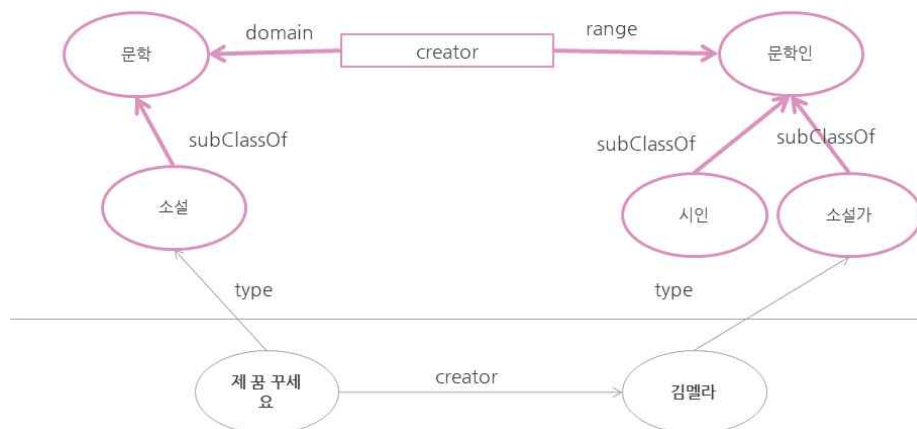 domain
range
문학
creator
문학인
subClassOf
subClassOf
subClassOf
소설
시인
소설가
type
type
제 꿈 꾸세
요
creator
김멜라